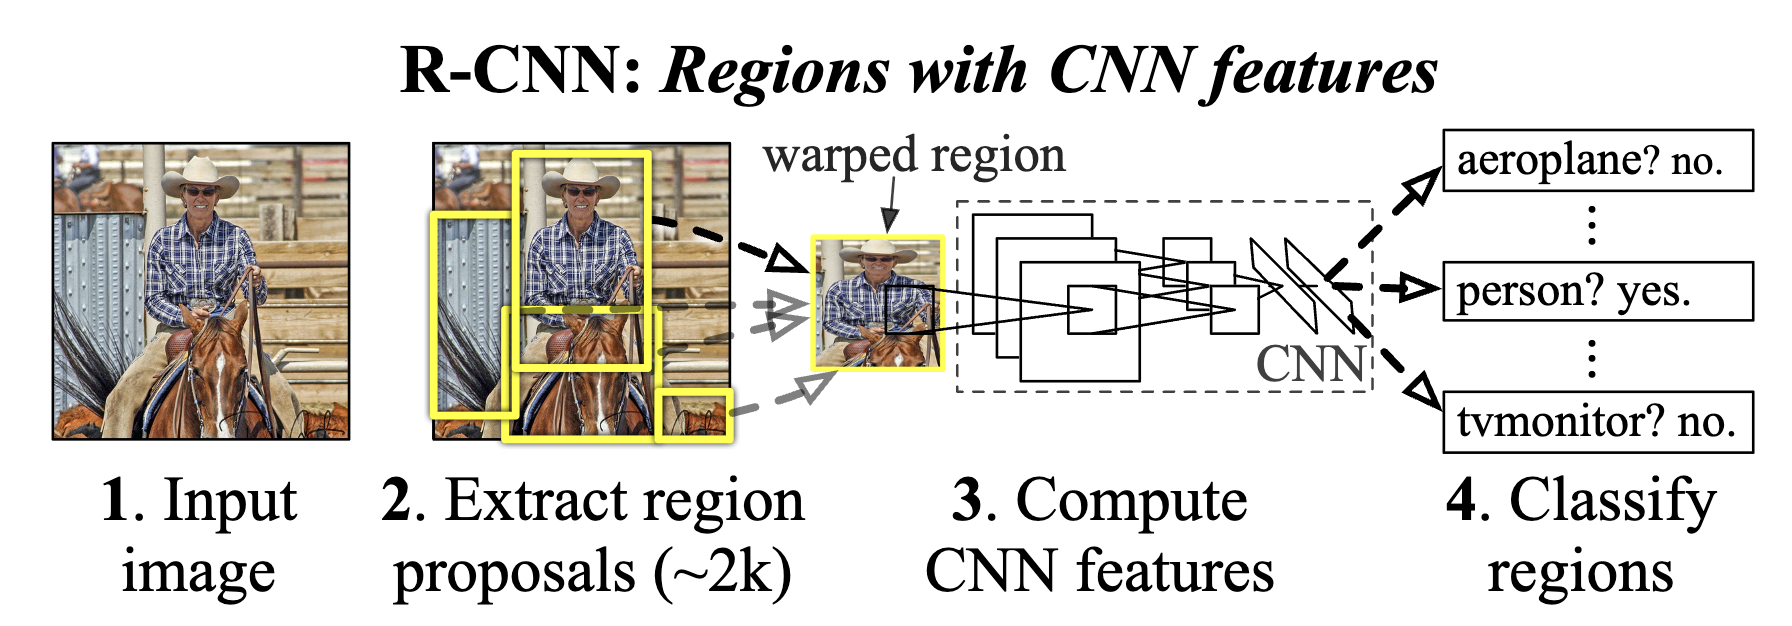 R-CNN: Regions with CNN features
warped region
aeroplane? no.
⋮
person? yes.
⋮
tvmonitor? no.
CNN
1. Input
image
2. Extract region
proposals (~2k)
3. Compute
CNN features
4. Classify
regions